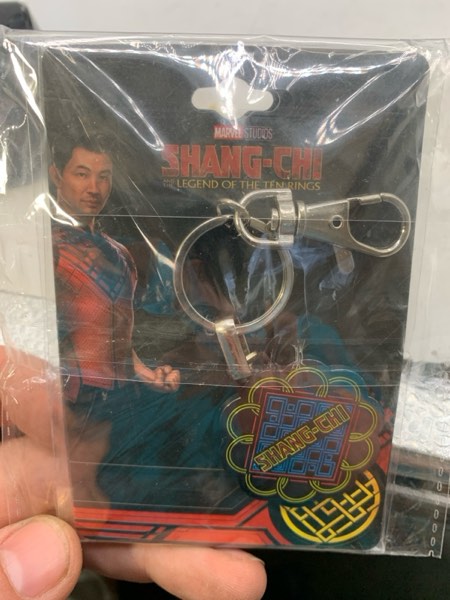 MARVEL STUDIOS
SHANG-CHI
AND THE LEGEND OF THE TEN RINGS
SHANG-CHI